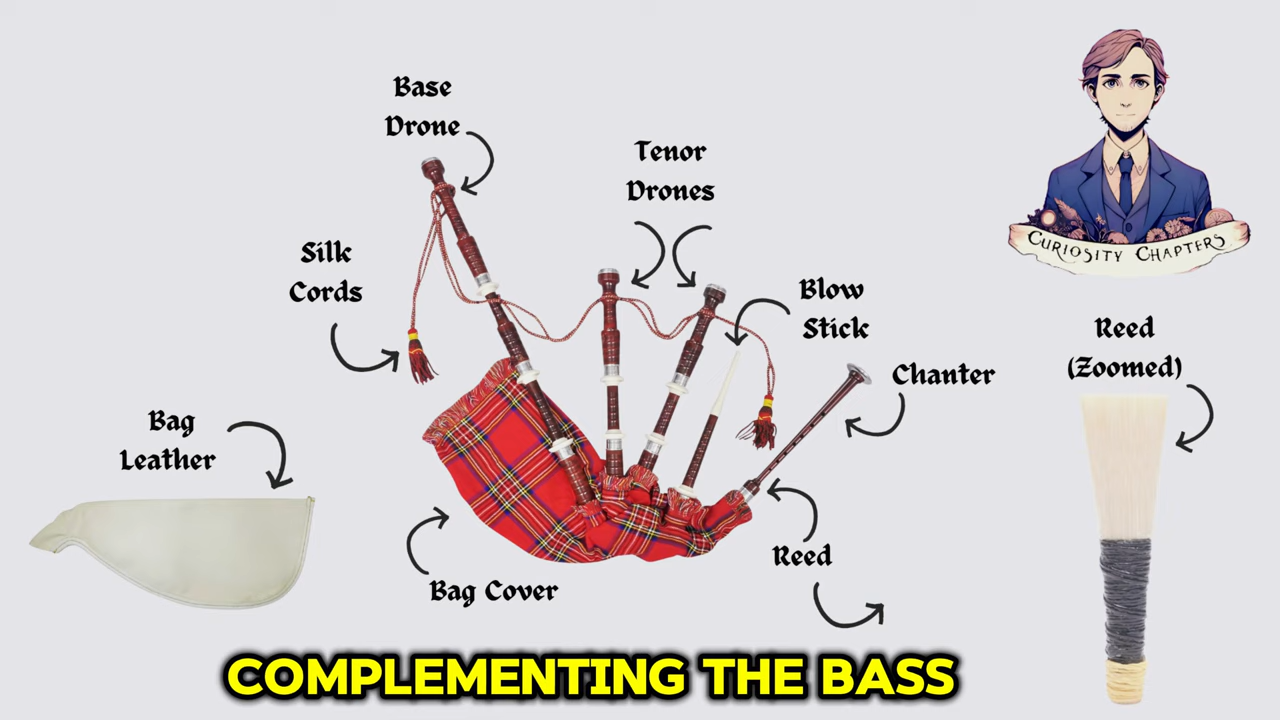 Base
Drone
Tenor
Drones
Silk
Cords
Blow
Stick
Chanter
Reed
(Zoomed)
Bag
Leather
Bag Cover
Reed
CURIOSITY CHAPTERS
COMPLEMENTING THE BASS